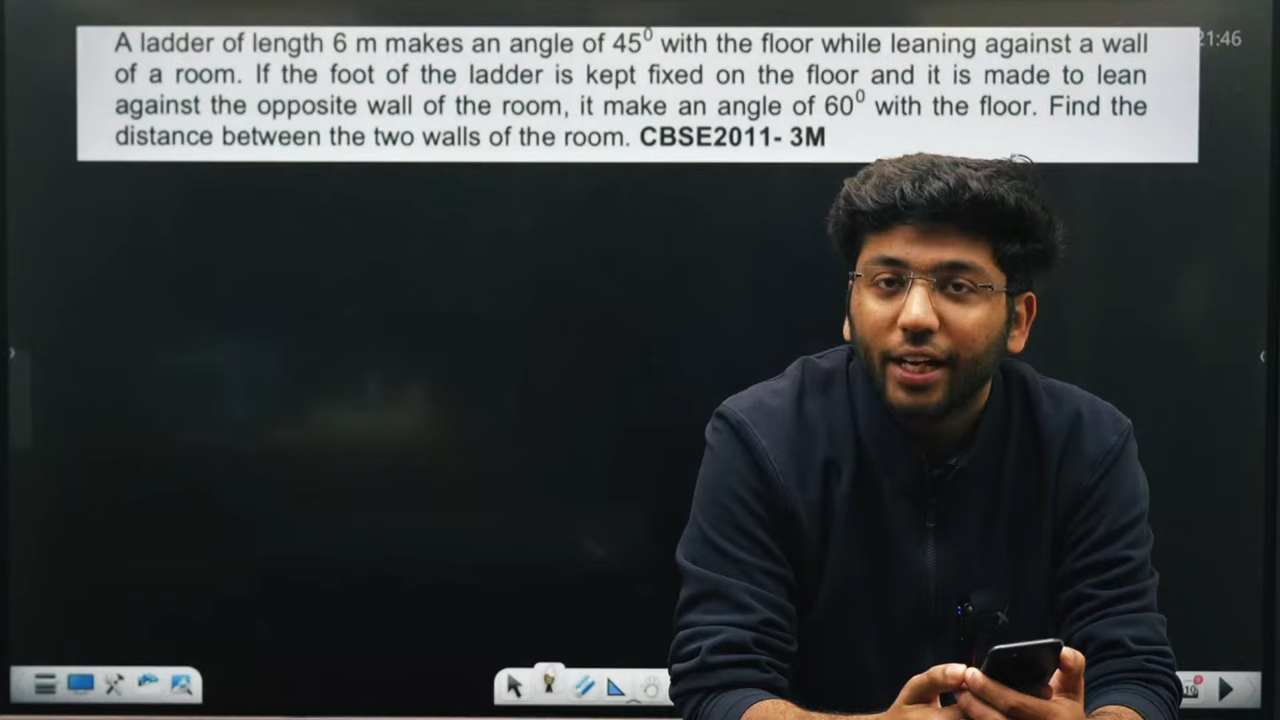 A ladder of length 6 m makes an angle of 45⁰ with the floor while leaning against a wall
of a room. If the foot of the ladder is kept fixed on the floor and it is made to lean
against the opposite wall of the room, it make an angle of 60⁰ with the floor. Find the
distance between the two walls of the room. CBSE2011- 3M
21:46